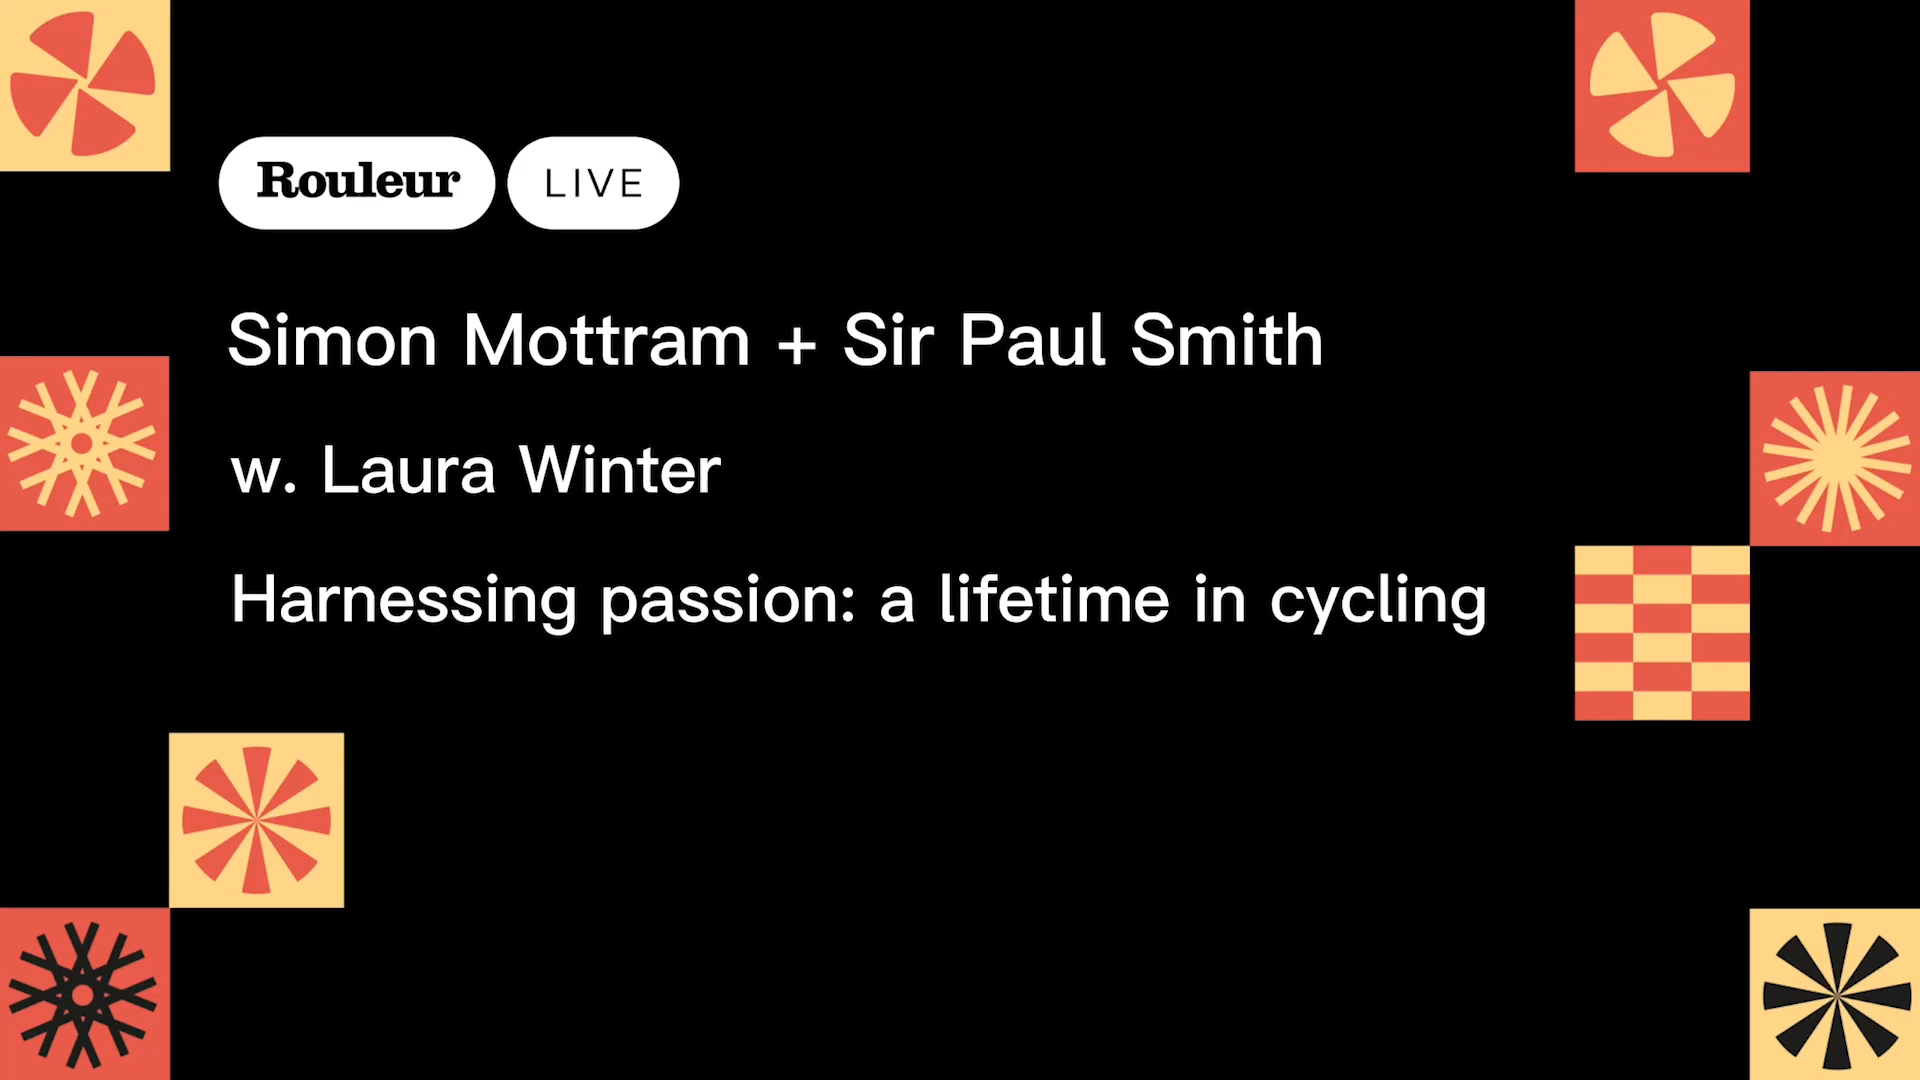 Rouleur LIVE
Simon Mottram + Sir Paul Smith
w. Laura Winter
Harnessing passion: a lifetime in cycling